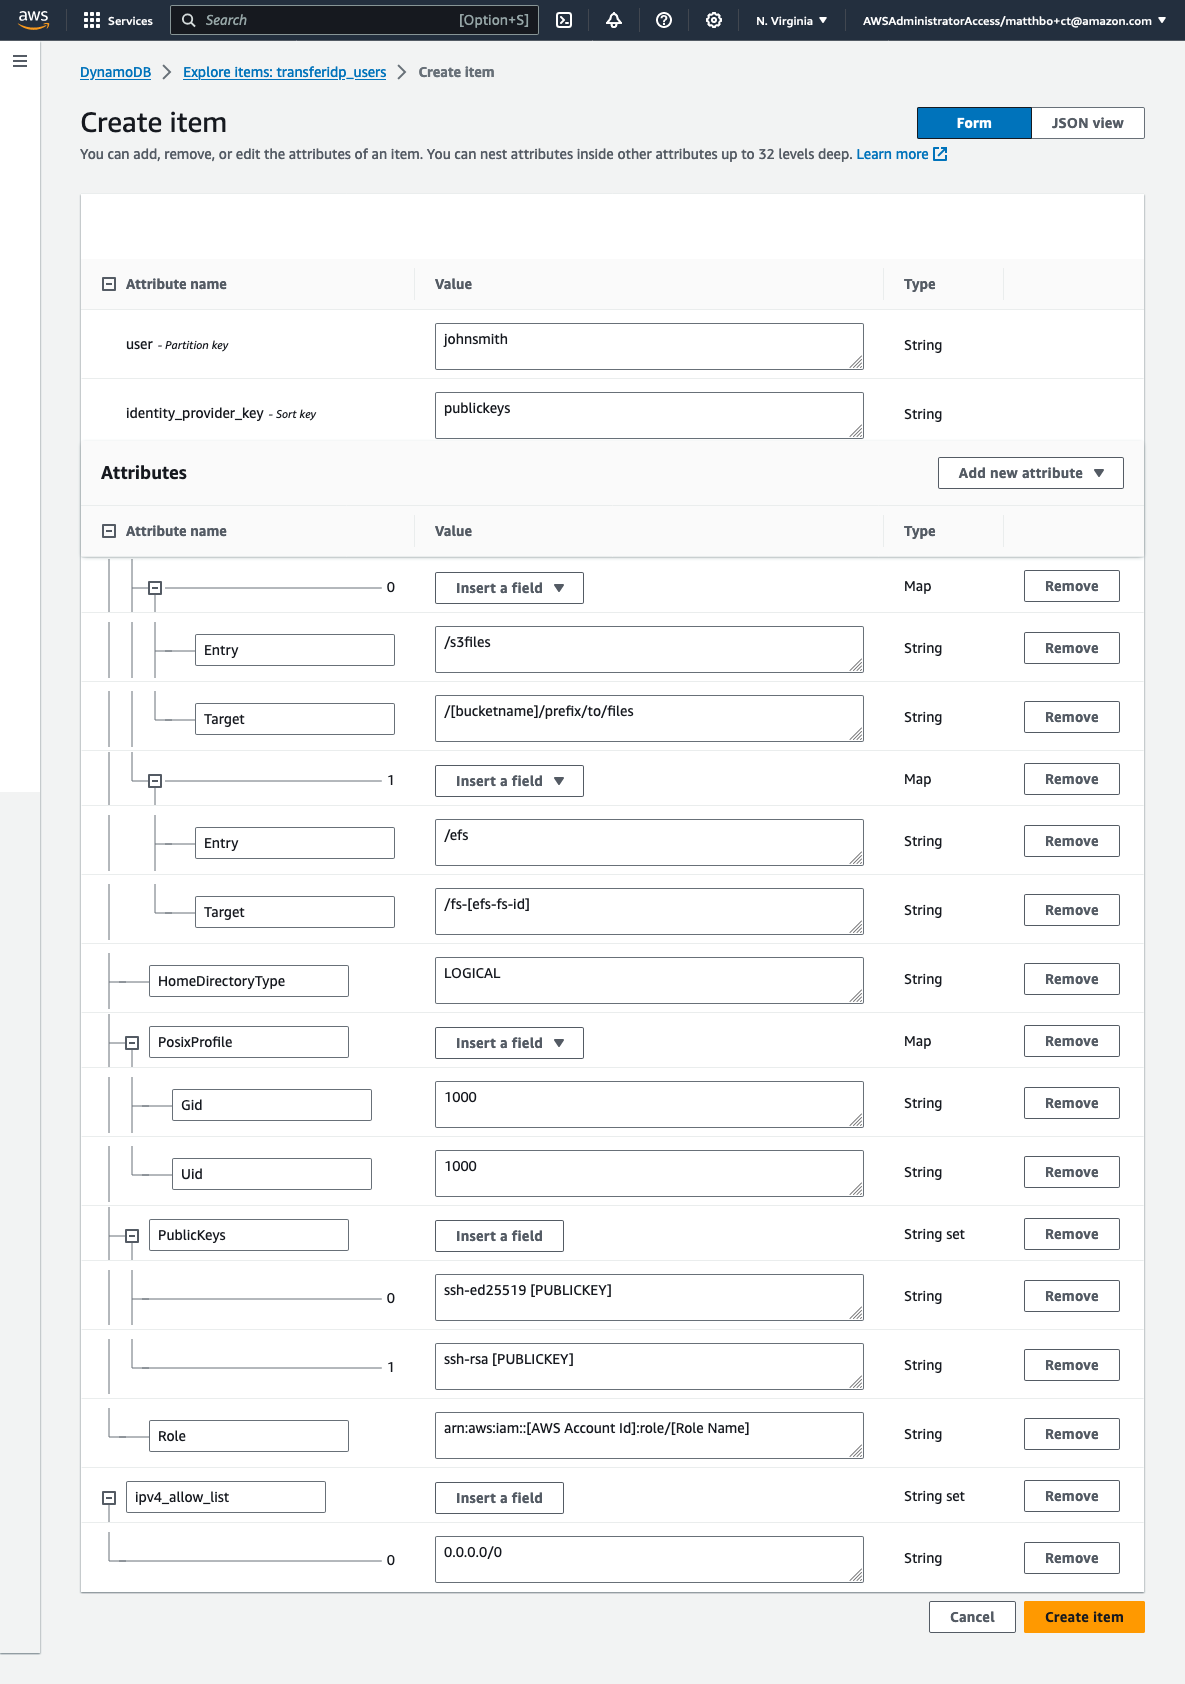 aws
Services
Search
[Option+S]
N. Virginia
AWSAdministratorAccess/matthbo+ct@amazon.com
DynamoDB
Explore items: transferidp_users
Create item
Create item
Form
JSON view
You can add, remove, or edit the attributes of an item. You can nest attributes inside other attributes up to 32 levels deep. Learn more
Attribute name
Value
Type
user - Partition key
johnsmith
String
identity_provider_key - Sort key
publickeys
String
Attributes
Add new attribute
Attribute name
Value
Type
0
Insert a field
Map
Remove
Entry
/s3files
String
Remove
Target
/[bucketname]/prefix/to/files
String
Remove
1
Insert a field
Map
Remove
Entry
/efs
String
Remove
Target
/fs-[efs-fs-id]
String
Remove
HomeDirectoryType
LOGICAL
String
Remove
PosixProfile
Insert a field
Map
Remove
Gid
1000
String
Remove
Uid
1000
String
Remove
PublicKeys
Insert a field
String set
Remove
0
ssh-ed25519 [PUBLICKEY]
String
Remove
1
ssh-rsa [PUBLICKEY]
String
Remove
Role
arn:aws:iam::[AWS Account Id]:role/[Role Name]
String
Remove
ipv4_allow_list
Insert a field
String set
Remove
0
0.0.0.0/0
String
Remove
Cancel
Create item